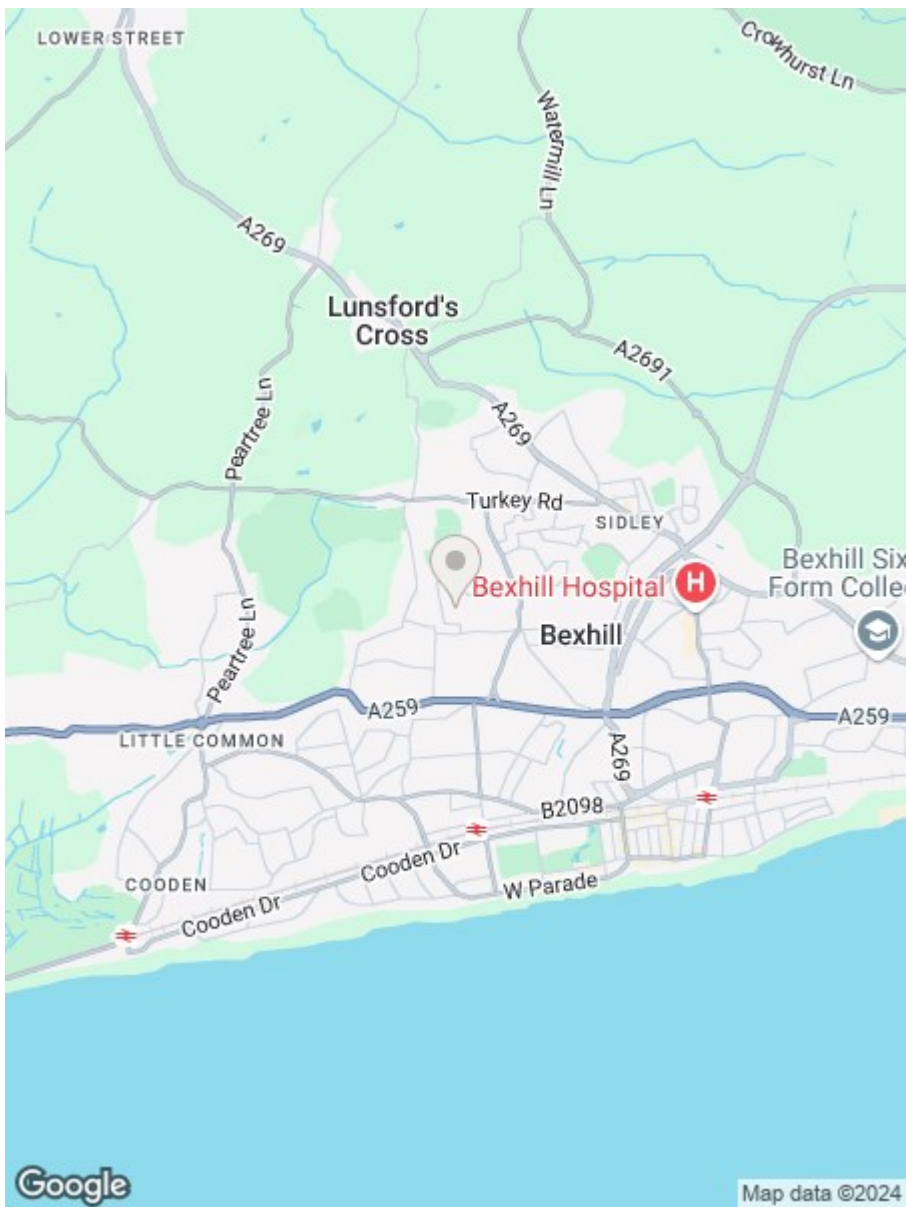 LOWER STREET
Crowhurst Ln
Watermill Ln
A269
Lunsford's
Cross
A2691
Peartree Ln
A269
Turkey Rd
SIDLEY
Bexhill Six
Form Colle
Bexhill Hospital
H
Bexhill
Peartree Ln
A259
A259
LITTLE COMMON
A269
B2098
Cooden Dr
COODEN
W Parade
Cooden Dr
Google
Map data ©2024